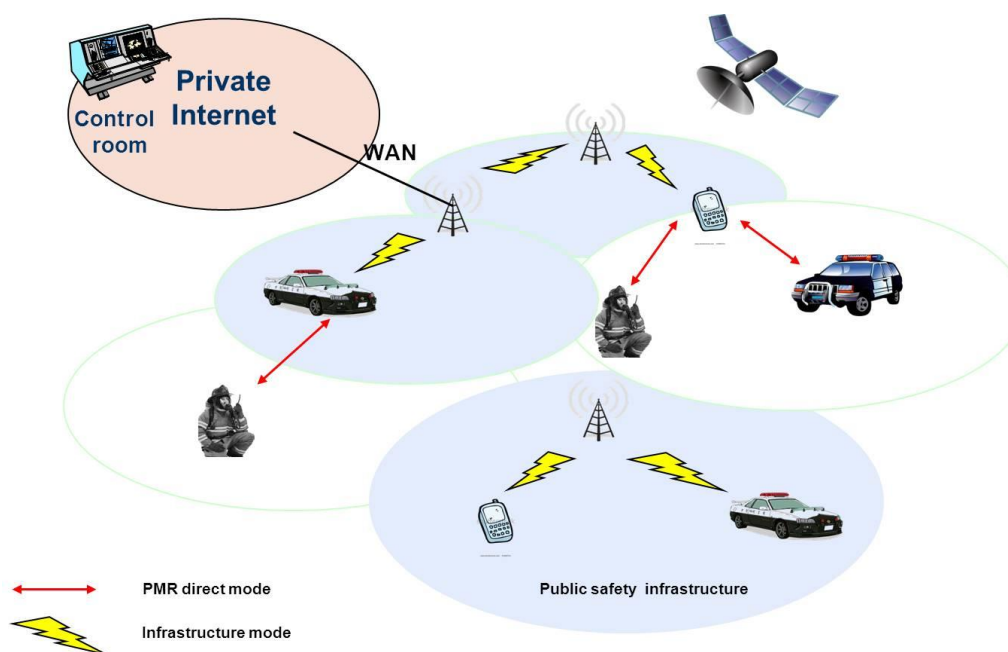 Private
Internet
Control
room
WAN
Public safety infrastructure
PMR direct mode
Infrastructure mode